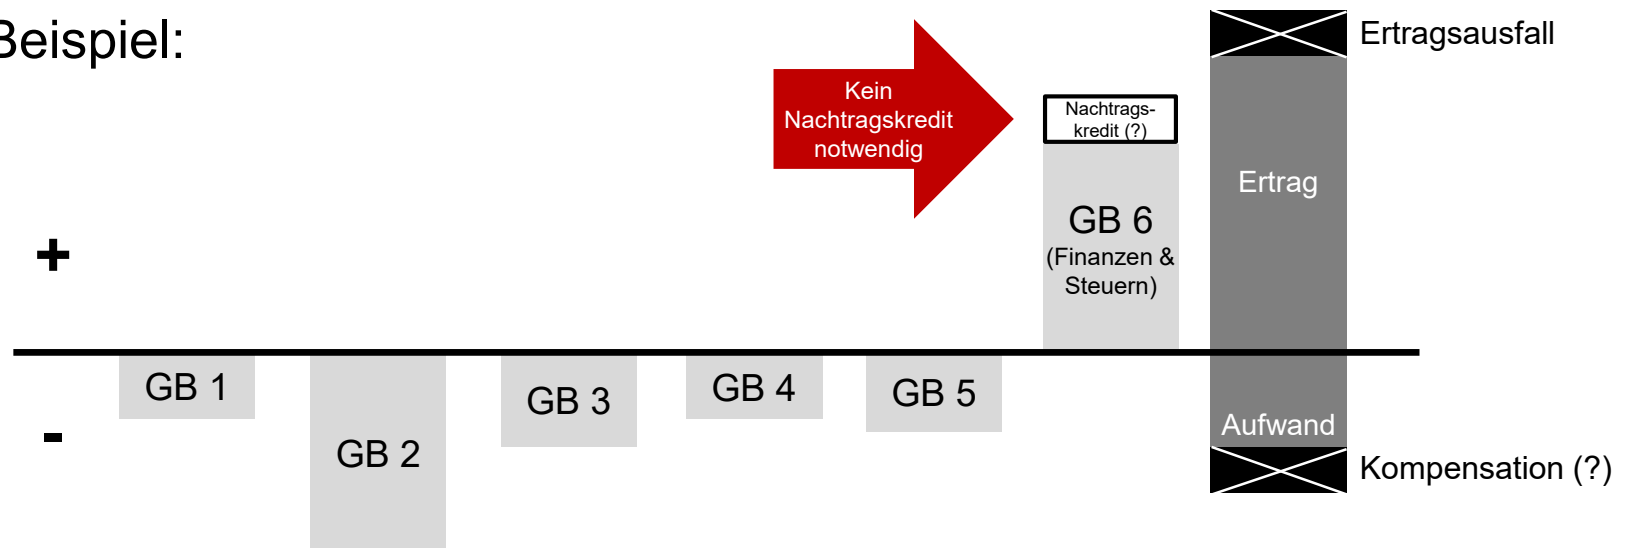 Beispiel:
Ertragsausfall
Kein
Nachtragskredit
notwendig
Nachtrags-
kredit (?)
Ertrag
GB 6
(Finanzen &
Steuern)
+
GB 1
GB 2
GB 3
GB 4
GB 5
-
Aufwand
Kompensation (?)